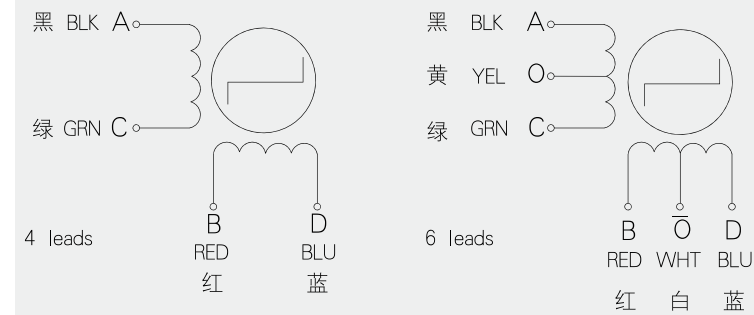 黑 BLK A
绿 GRN C
B D
RED BLU
红 蓝
4 leads
黑 BLK A
黄 YEL O
绿 GRN C
B O̅ D
RED WHT BLU
红 白 蓝
6 leads